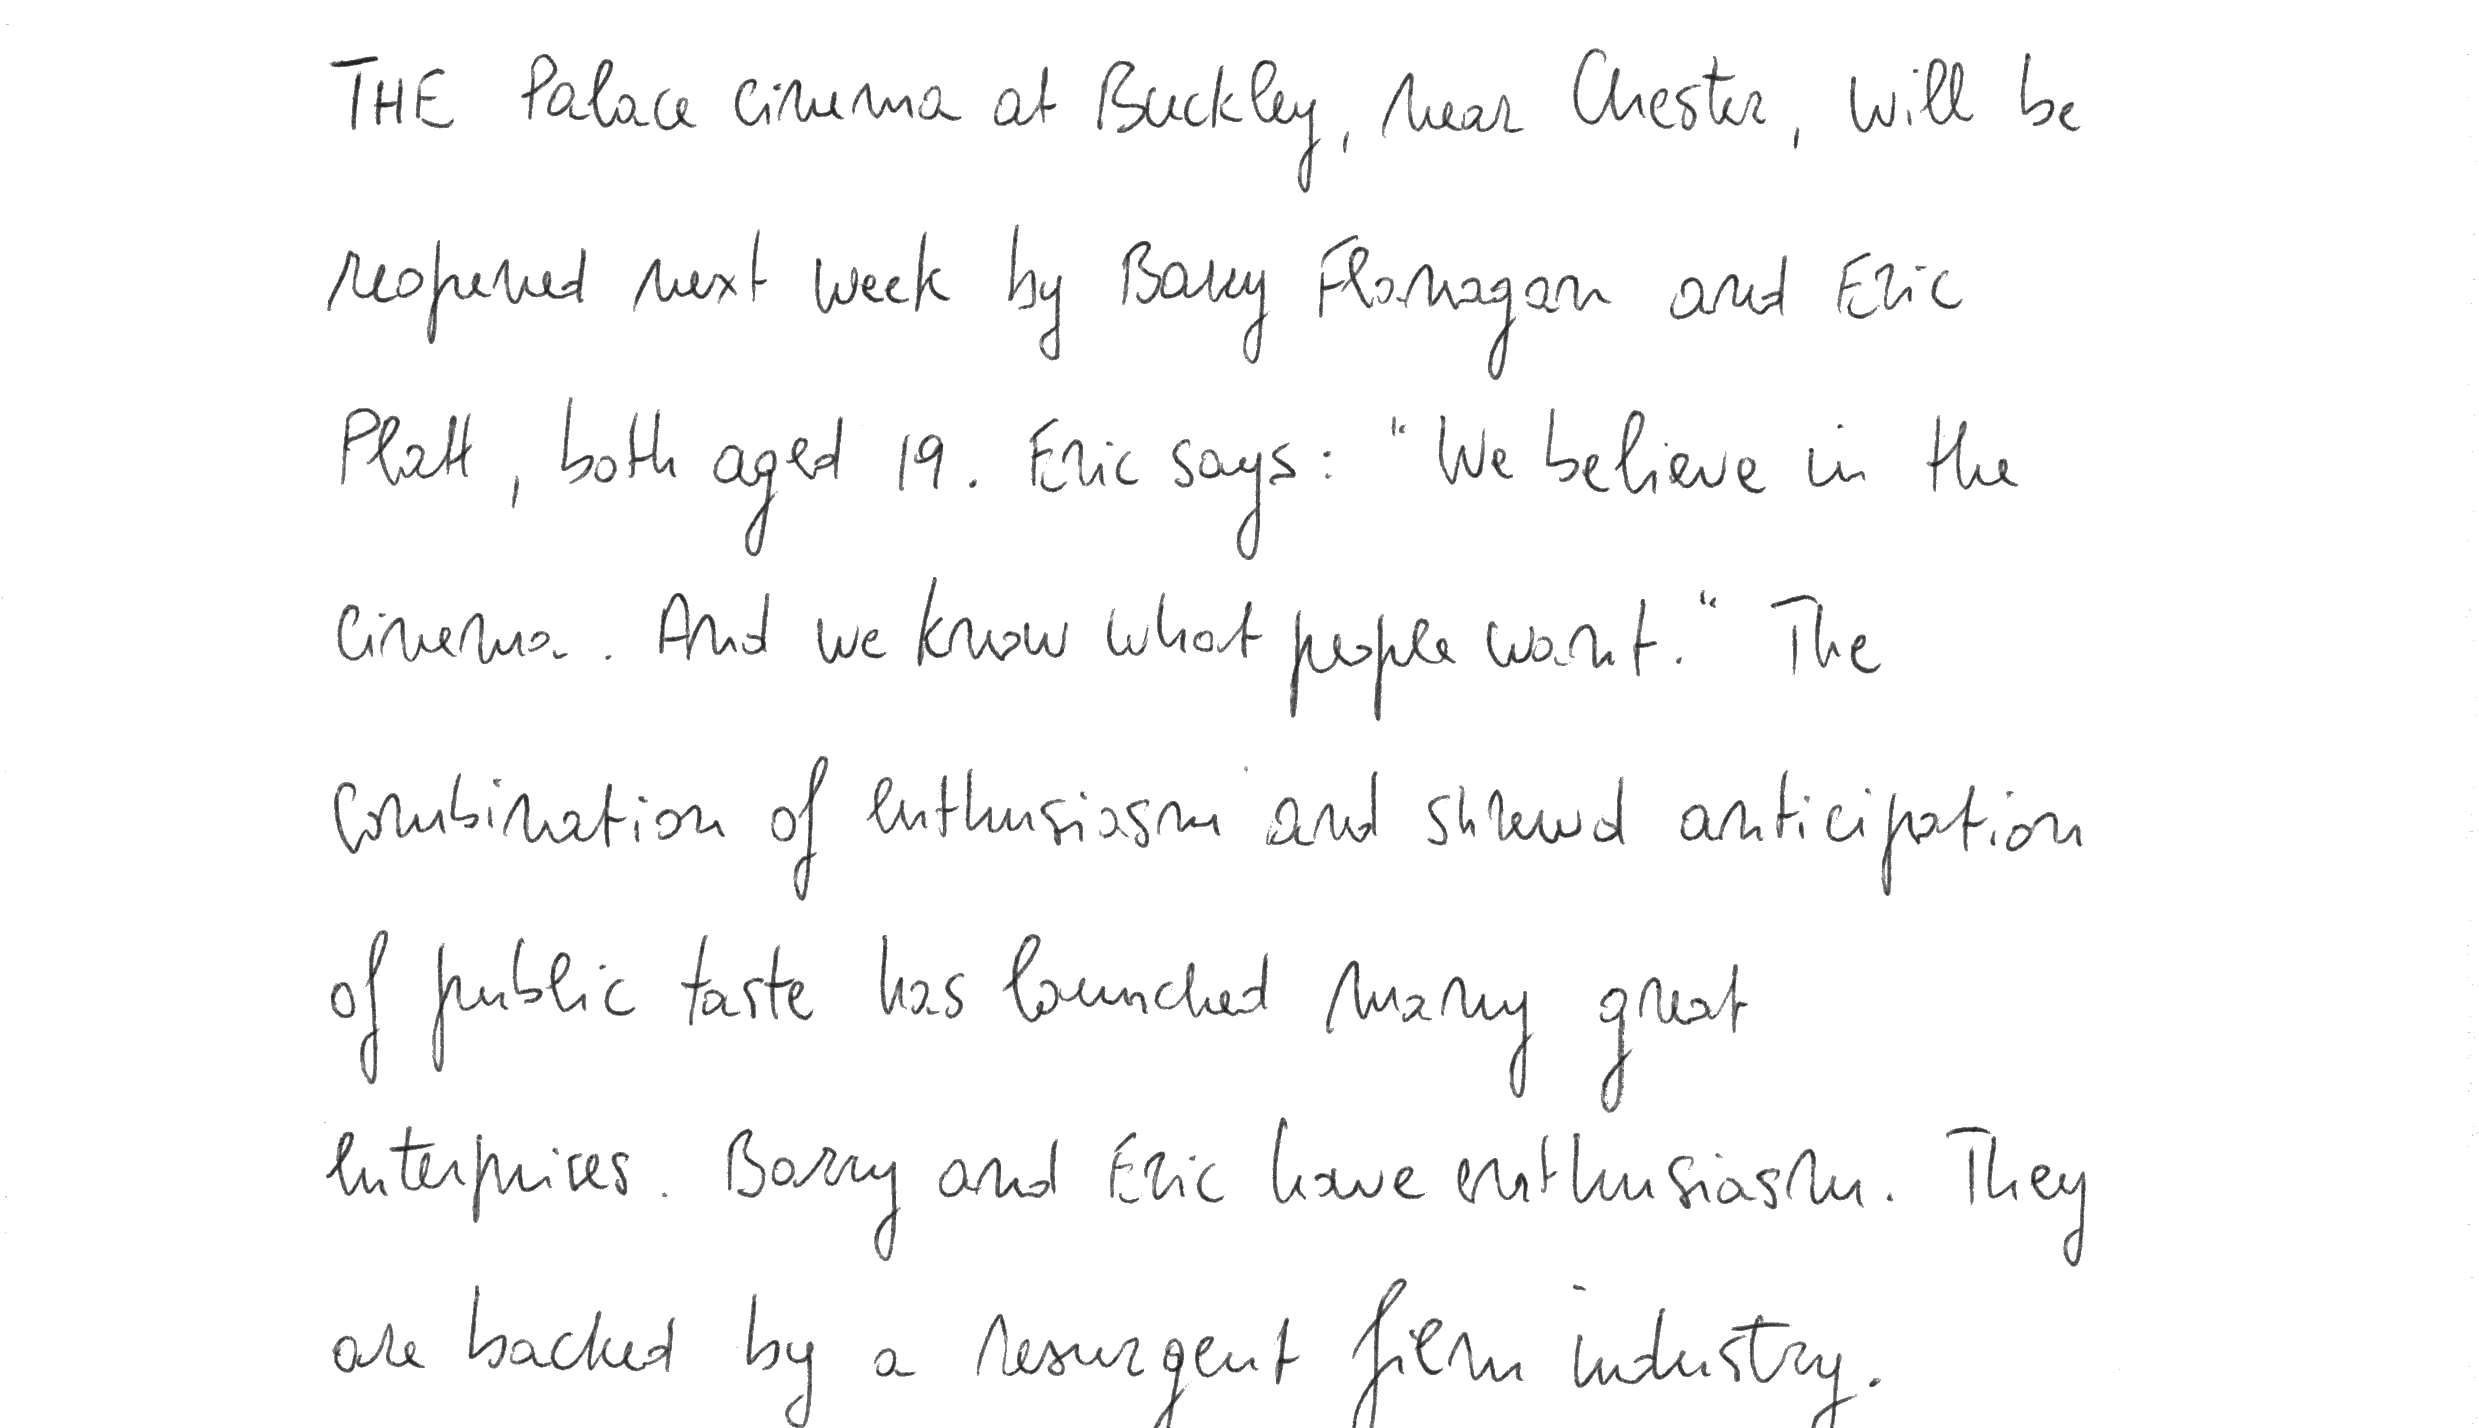 THE Palace cinema at Buckley, near Chester, will be
reopened next week by Barry Flanagan and Eric
Platt, both aged 19. Eric says: "We believe in the
cinema. And we know what people want." The
combination of enthusiasm and shrewd anticipation
of public taste has launched many great
enterprises. Barry and Eric have enthusiasm. They
are backed by a resurgent film industry.